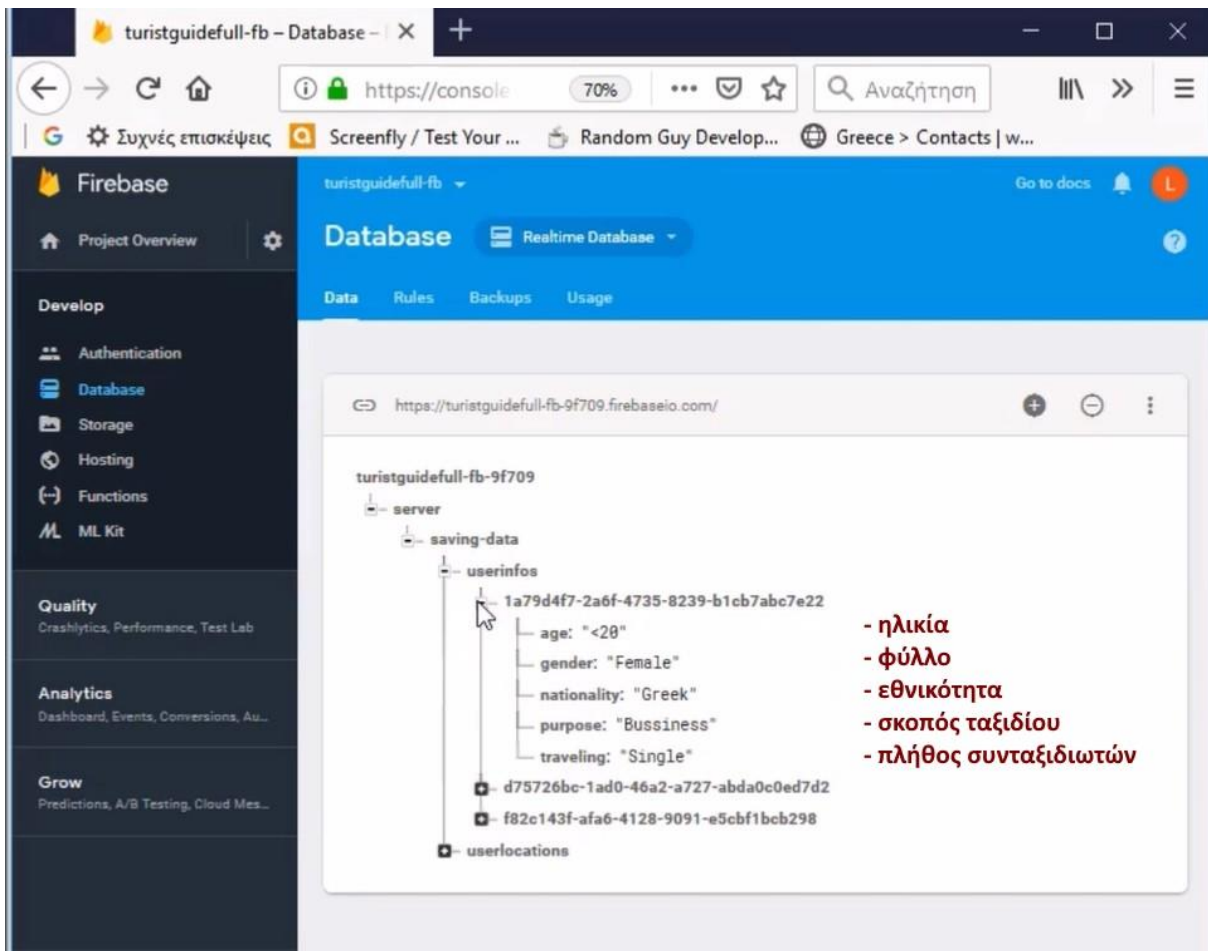 turistguidefull-fb – Database –
https://console
70%
Αναζήτηση
G Συχνές επισκέψεις Screenfly / Test Your ... Random Guy Develop... Greece > Contacts | w...
Firebase
turistguidefull-fb
Go to docs
L
Project Overview
Database
Realtime Database
?
Data Rules Backups Usage
Develop
Authentication
Database
Storage
Hosting
Functions
ML Kit
Quality
Crashlytics, Performance, Test Lab
Analytics
Dashboard, Events, Conversions, Au...
Grow
Predictions, A/B Testing, Cloud Mes...
https://turistguidefull-fb-9f709.firebaseio.com/
turistguidefull-fb-9f709
server
saving-data
userinfos
1a79d4f7-2a6f-4735-8239-b1cb7abc7e22
age: "<20" - ηλικία
gender: "Female" - φύλλο
nationality: "Greek" - εθνικότητα
purpose: "Bussiness" - σκοπός ταξιδίου
traveling: "Single" - πλήθος συνταξιδιωτών
d75726bc-1ad0-46a2-a727-abda0c0ed7d2
f82c143f-afa6-4128-9091-e5cbf1bcb298
userlocations